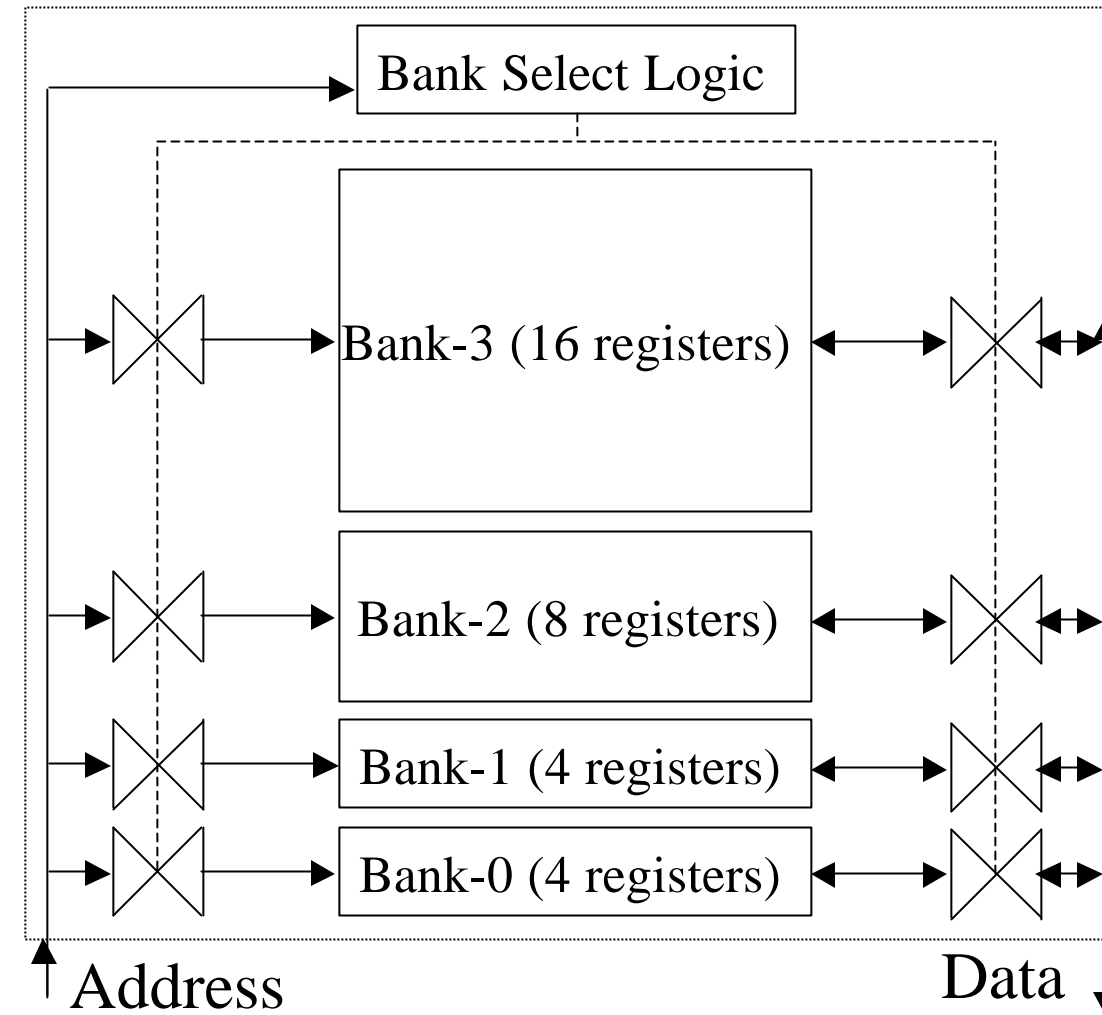 Bank Select Logic
Bank-3 (16 registers)
Bank-2 (8 registers)
Bank-1 (4 registers)
Bank-0 (4 registers)
Address
Data